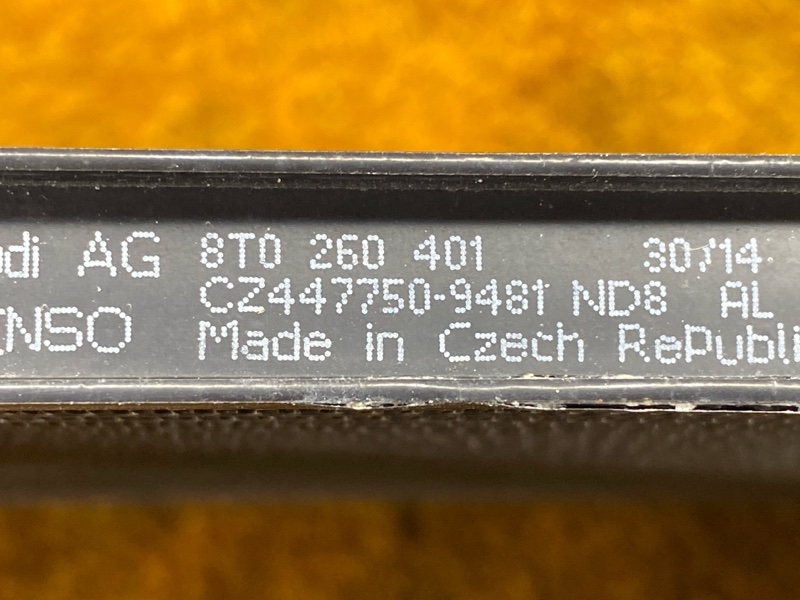 di AG 8T0 260 401 30/14
NSO CZ447750-9481 ND8 AL
Made in Czech Republi